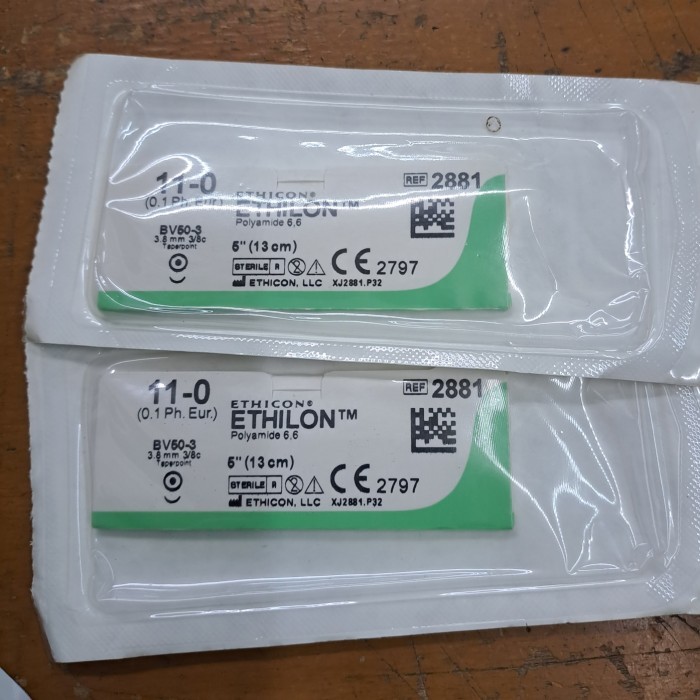 11-0
(0.1 Ph. Eur.)
ETHICON®
ETHILON™
Polyamide 6,6
REF 2881
BV50-3
3.8 mm 3/8c
Taperpoint
5" (13 cm)
STERILE R
CE 2797
ETHICON, LLC XJ2881.P32
11-0
(0.1 Ph. Eur.)
ETHICON®
ETHILON™
Polyamide 6,6
REF 2881
BV50-3
3.8 mm 3/8c
Taperpoint
5" (13 cm)
STERILE R
CE 2797
ETHICON, LLC XJ2881.P32